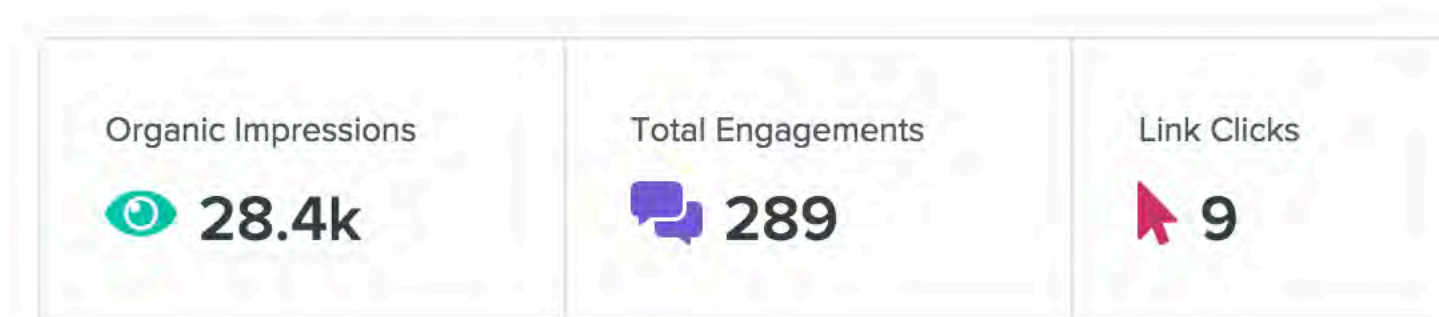 Organic Impressions
28.4k
Total Engagements
289
Link Clicks
9